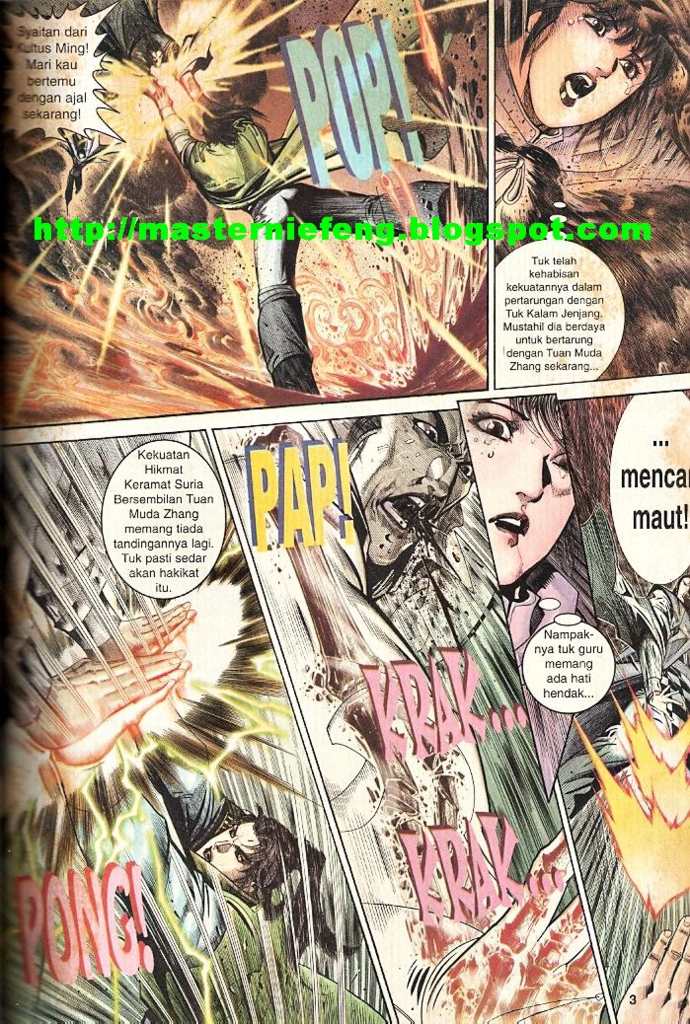 Syaitan dari
Kultus Ming!
Mari kau
bertemu
dengan ajal
sekarang!
POP!
http://masterniefeng.blogspot.com
Tuk telah
kehabisan
kekuatannya dalam
pertarungan dengan
Tuk Kalam Jenjang.
Mustahil dia berdaya
untuk bertarung
dengan Tuan Muda
Zhang sekarang...
Kekuatan
Hikmat
Keramat Suria
Bersembilan Tuan
Muda Zhang
memang tiada
tandingannya lagi.
Tuk pasti sedar
akan hakikat
itu.
PONG!
PAP!
KRAK...
KRAK...
Nampak-
nya tuk guru
memang
ada hati
hendak...
...
mencar
maut!
3